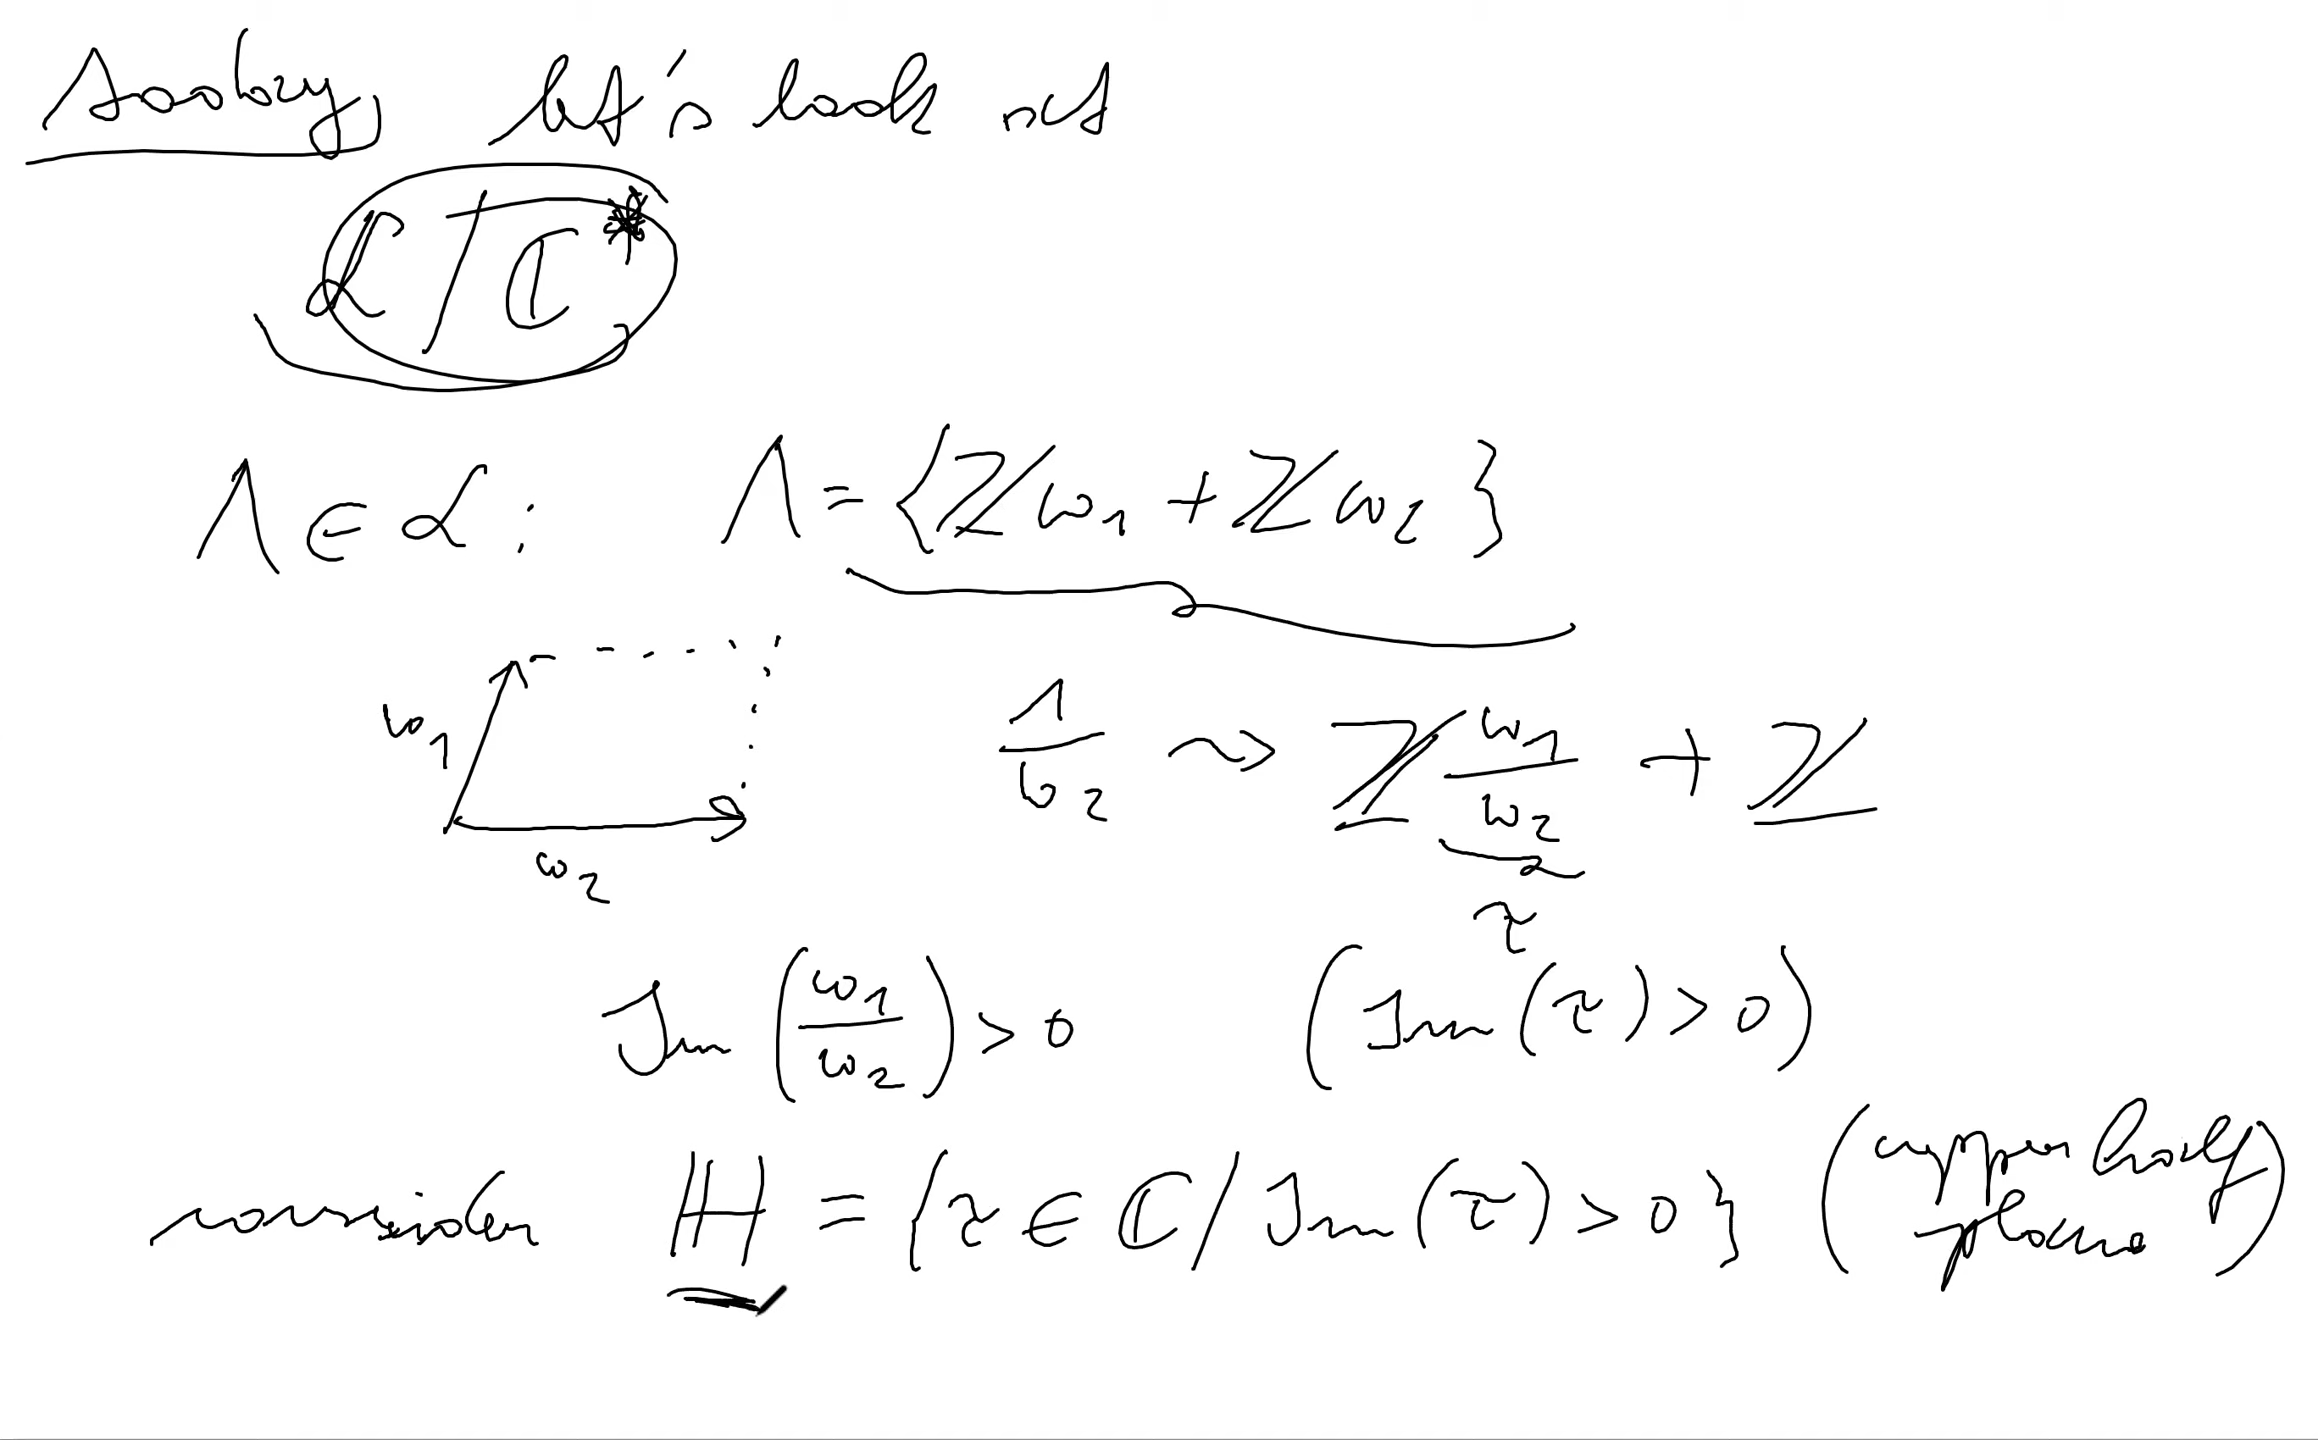 let's look at
ℒ/ℂ*
Λ ∈ ℒ: Λ = {ℤω₁ + ℤω₂}
ω₁
ω₂
Λ/ω₂ ⇝ ℤ ω₁/ω₂ + ℤ
τ
Im(ω₁/ω₂) > 0 (Im(τ) > 0)
consider ℍ = {τ ∈ ℂ / Im(τ) > 0} (upper half plane)